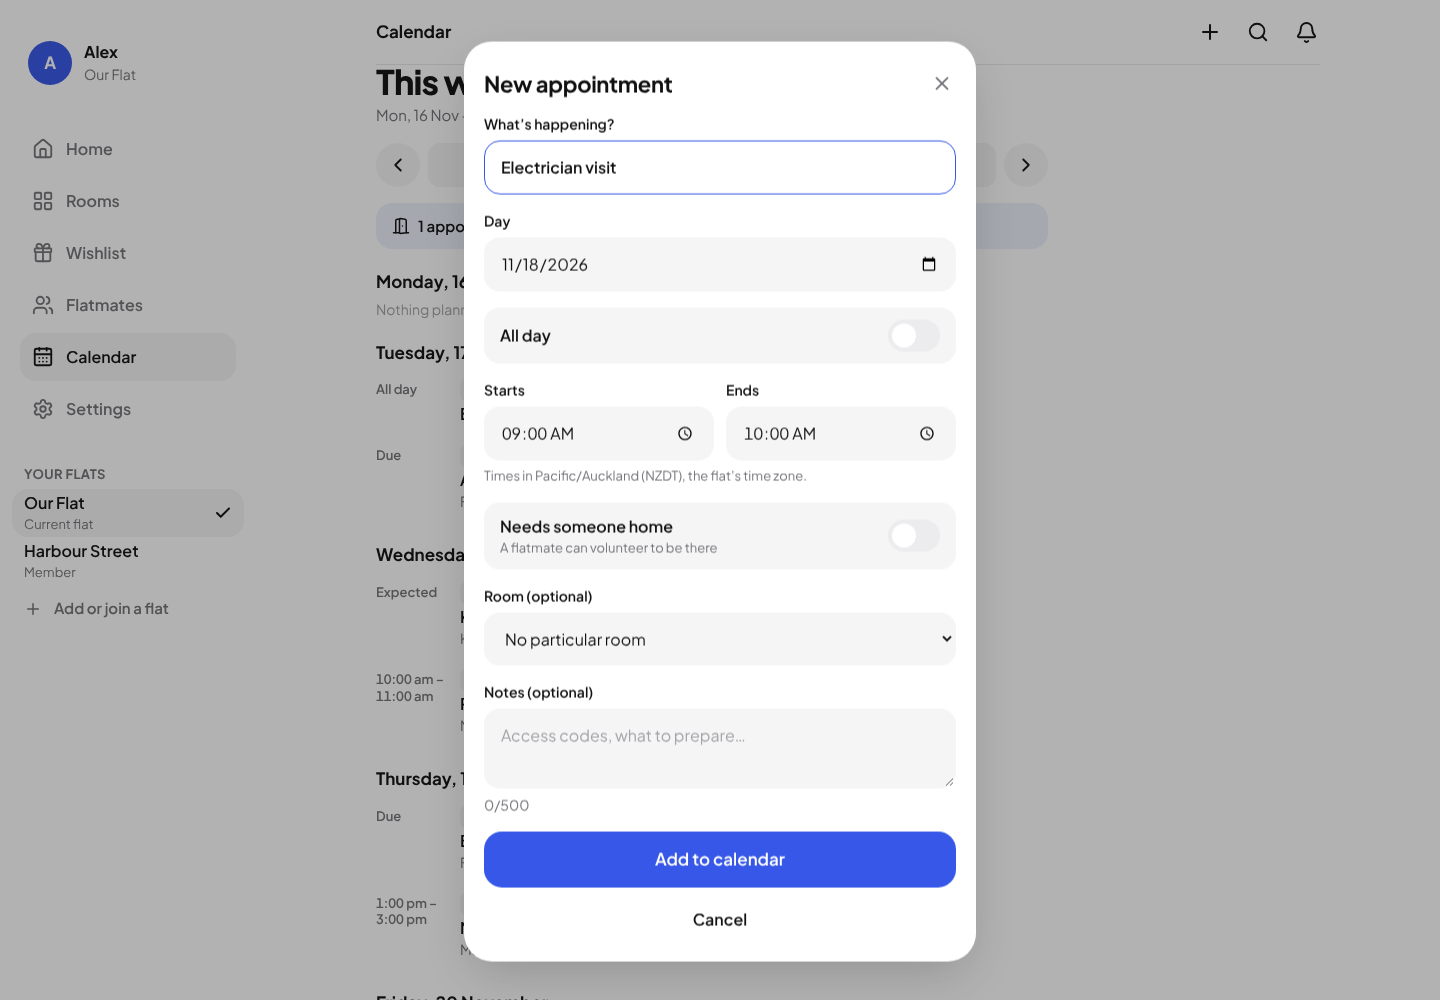 A
Alex
Our Flat
Home
Rooms
Wishlist
Flatmates
Calendar
Settings
YOUR FLATS
Our Flat
Current flat
Harbour Street
Member
Add or join a flat
Calendar
This
Mon, 16 Nov
1
Monday, 16
Nothing
Tuesday, 17
All day
Due
Expected
10:00 am –
11:00 am
Due
1:00 pm –
3:00 pm
New appointment
What's happening?
Electrician visit
Day
11/18/2026
All day
Starts
Ends
09:00 AM
10:00 AM
Times in Pacific/Auckland (NZDT), the flat's time zone.
Needs someone home
A flatmate can volunteer to be there
Room (optional)
No particular room
Notes (optional)
Access codes, what to prepare…
0/500
Add to calendar
Cancel